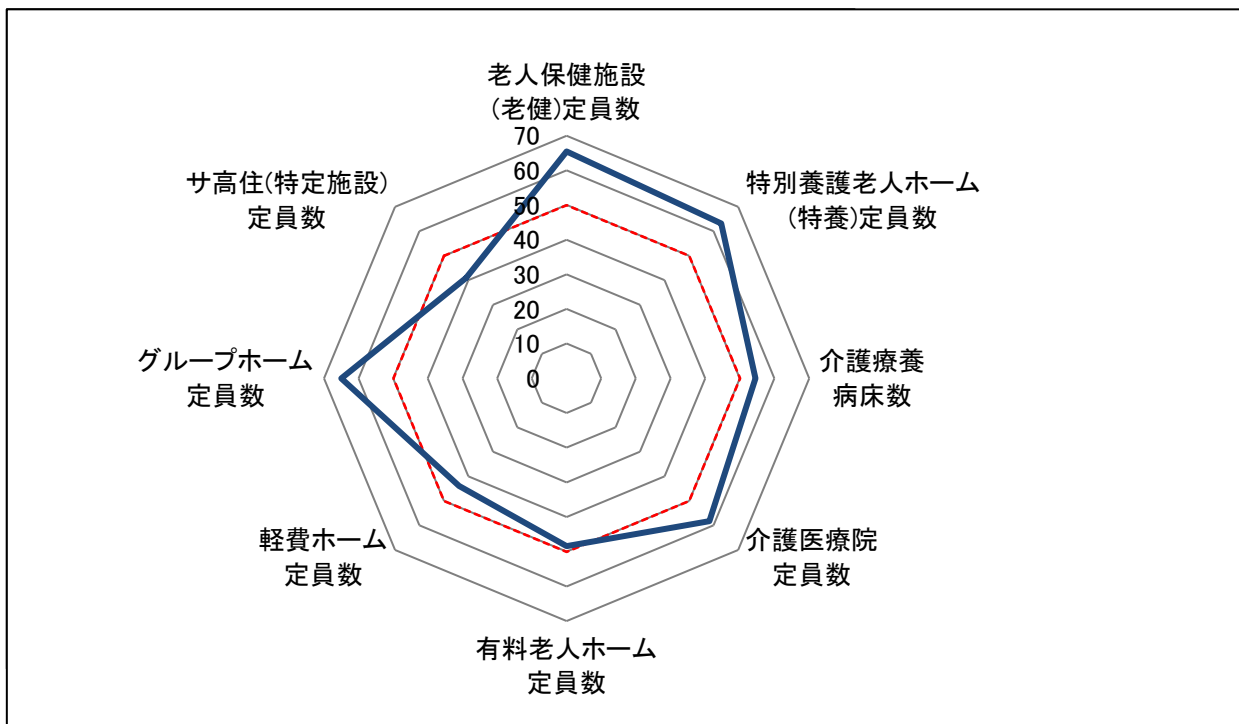 老人保健施設
(老健)定員数
特別養護老人ホーム
(特養)定員数
介護療養
病床数
介護医療院
定員数
有料老人ホーム
定員数
軽費ホーム
定員数
グループホーム
定員数
サ高住(特定施設)
定員数
70
60
50
40
30
20
10
0